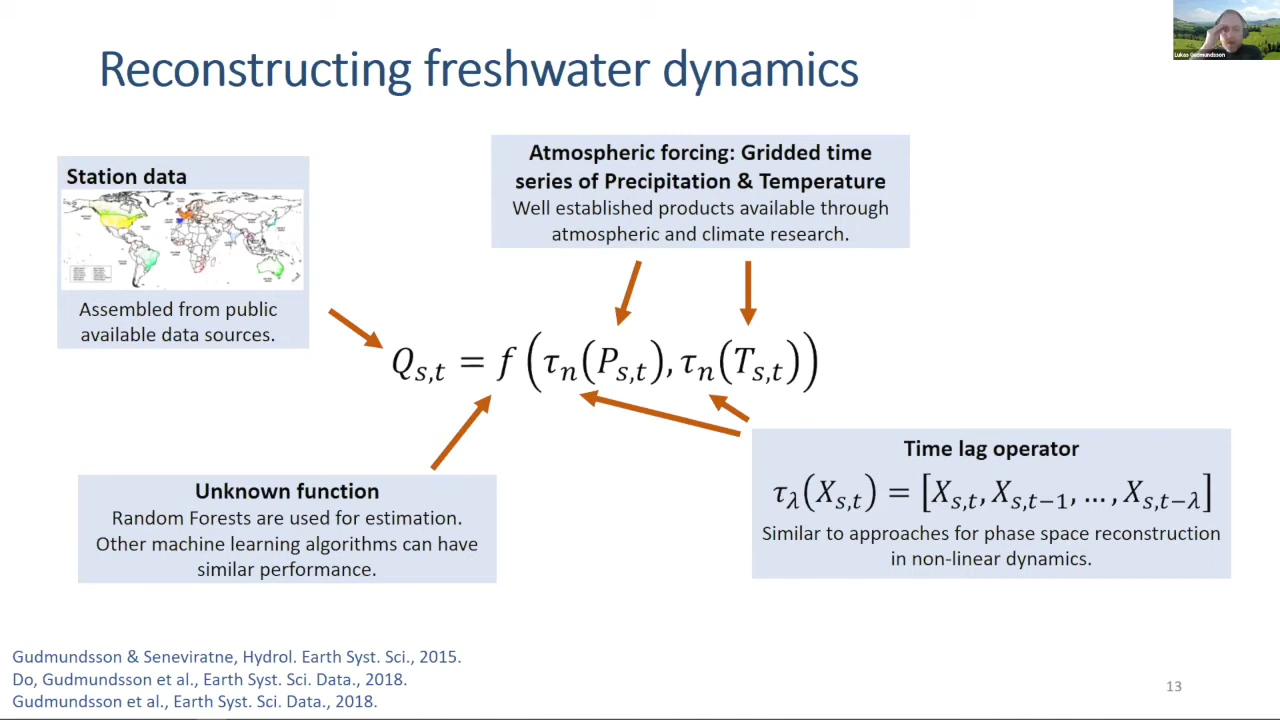 Reconstructing freshwater dynamics
Lukas Gudmundsson
Station data
Assembled from public
available data sources.
Atmospheric forcing: Gridded time
series of Precipitation & Temperature
Well established products available through
atmospheric and climate research.
Q_{s,t} = f(τ_n(P_{s,t}), τ_n(T_{s,t}))
Unknown function
Random Forests are used for estimation.
Other machine learning algorithms can have
similar performance.
Time lag operator
τ_λ(X_{s,t}) = [X_{s,t}, X_{s,t−1}, … , X_{s,t−λ}]
Similar to approaches for phase space reconstruction
in non-linear dynamics.
Gudmundsson & Seneviratne, Hydrol. Earth Syst. Sci., 2015.
Do, Gudmundsson et al., Earth Syst. Sci. Data., 2018.
Gudmundsson et al., Earth Syst. Sci. Data., 2018.
13